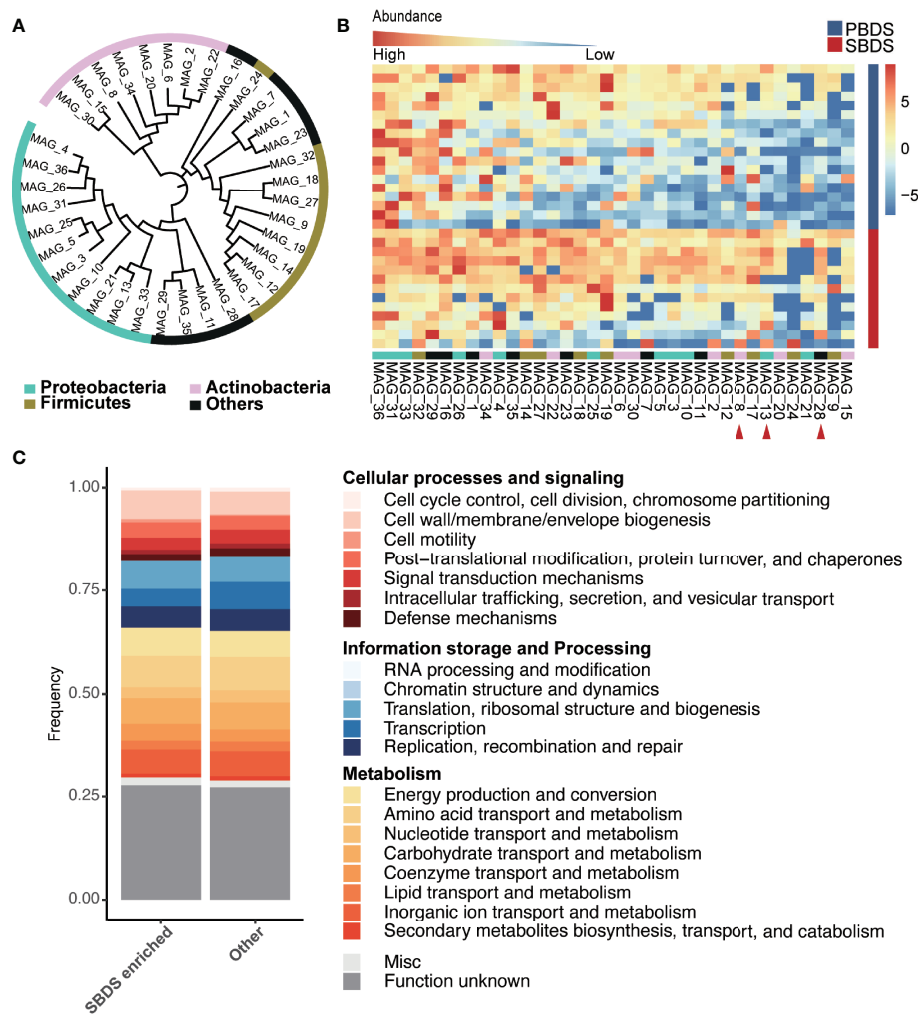 A
MAG_30
MAG_15
MAG_8
MAG_34
MAG_20
MAG_6
MAG_2
MAG_22
MAG_16
MAG_24
MAG_7
MAG_1
MAG_23
MAG_32
MAG_18
MAG_27
MAG_9
MAG_19
MAG_14
MAG_12
MAG_17
MAG_28
MAG_11
MAG_35
MAG_29
MAG_33
MAG_13
MAG_21
MAG_10
MAG_3
MAG_5
MAG_25
MAG_31
MAG_26
MAG_36
MAG_4
Proteobacteria
Actinobacteria
Firmicutes
Others
B
Abundance
High
Low
PBDS
SBDS
5
0
−5
MAG_36
MAG_31
MAG_33
MAG_32
MAG_29
MAG_16
MAG_26
MAG_1
MAG_34
MAG_4
MAG_35
MAG_14
MAG_27
MAG_22
MAG_23
MAG_18
MAG_25
MAG_19
MAG_6
MAG_30
MAG_7
MAG_5
MAG_3
MAG_10
MAG_11
MAG_2
MAG_12
MAG_8
MAG_17
MAG_13
MAG_20
MAG_24
MAG_21
MAG_28
MAG_9
MAG_15
C
Frequency
1.00
0.75
0.50
0.25
0.00
SBDS enriched
Other
Cellular processes and signaling
Cell cycle control, cell division, chromosome partitioning
Cell wall/membrane/envelope biogenesis
Cell motility
Post−translational modification, protein turnover, and chaperones
Signal transduction mechanisms
Intracellular trafficking, secretion, and vesicular transport
Defense mechanisms
Information storage and Processing
RNA processing and modification
Chromatin structure and dynamics
Translation, ribosomal structure and biogenesis
Transcription
Replication, recombination and repair
Metabolism
Energy production and conversion
Amino acid transport and metabolism
Nucleotide transport and metabolism
Carbohydrate transport and metabolism
Coenzyme transport and metabolism
Lipid transport and metabolism
Inorganic ion transport and metabolism
Secondary metabolites biosynthesis, transport, and catabolism
Misc
Function unknown